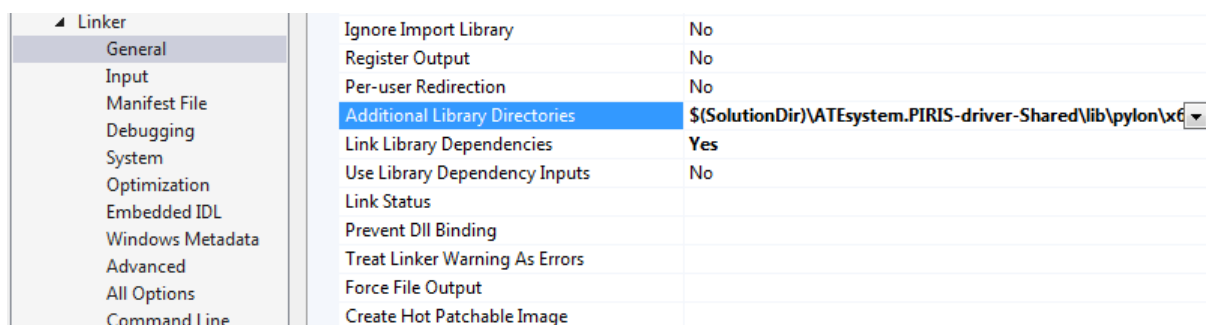 Linker
General
Input
Manifest File
Debugging
System
Optimization
Embedded IDL
Windows Metadata
Advanced
All Options
Command Line
Ignore Import Library No
Register Output No
Per-user Redirection No
Additional Library Directories $(SolutionDir)\ATEsystem.PIRIS-driver-Shared\lib\pylon\x6
Link Library Dependencies Yes
Use Library Dependency Inputs No
Link Status
Prevent Dll Binding
Treat Linker Warning As Errors
Force File Output
Create Hot Patchable Image